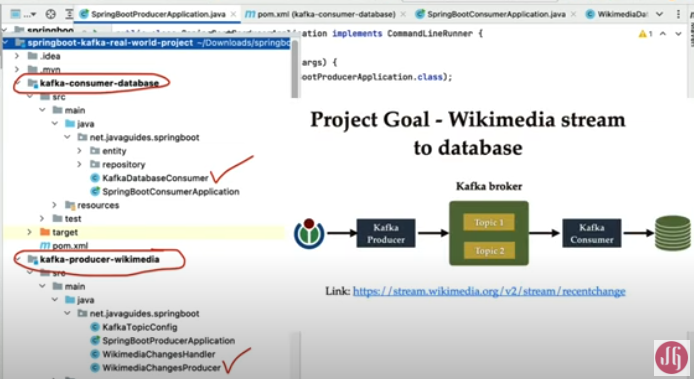 SpringBootProducerApplication.java
pom.xml (kafka-consumer-database)
SpringBootConsumerApplication.java
WikimediaDat
springboot
implements CommandLineRunner {
1
springboot-kafka-real-world-project ~/Downloads/springbo
.idea
args) {
.mvn
ootProducerApplication.class);
kafka-consumer-database
src
main
java
net.javaguides.springboot
entity
repository
KafkaDatabaseConsumer
SpringBootConsumerApplication
resources
test
target
pom.xml
kafka-producer-wikimedia
src
main
java
net.javaguides.springboot
KafkaTopicConfig
SpringBootProducerApplication
WikimediaChangesHandler
WikimediaChangesProducer
Project Goal - Wikimedia stream
to database
Kafka broker
Kafka
Producer
Topic 1
Topic 2
Kafka
Consumer
Link: https://stream.wikimedia.org/v2/stream/recentchange